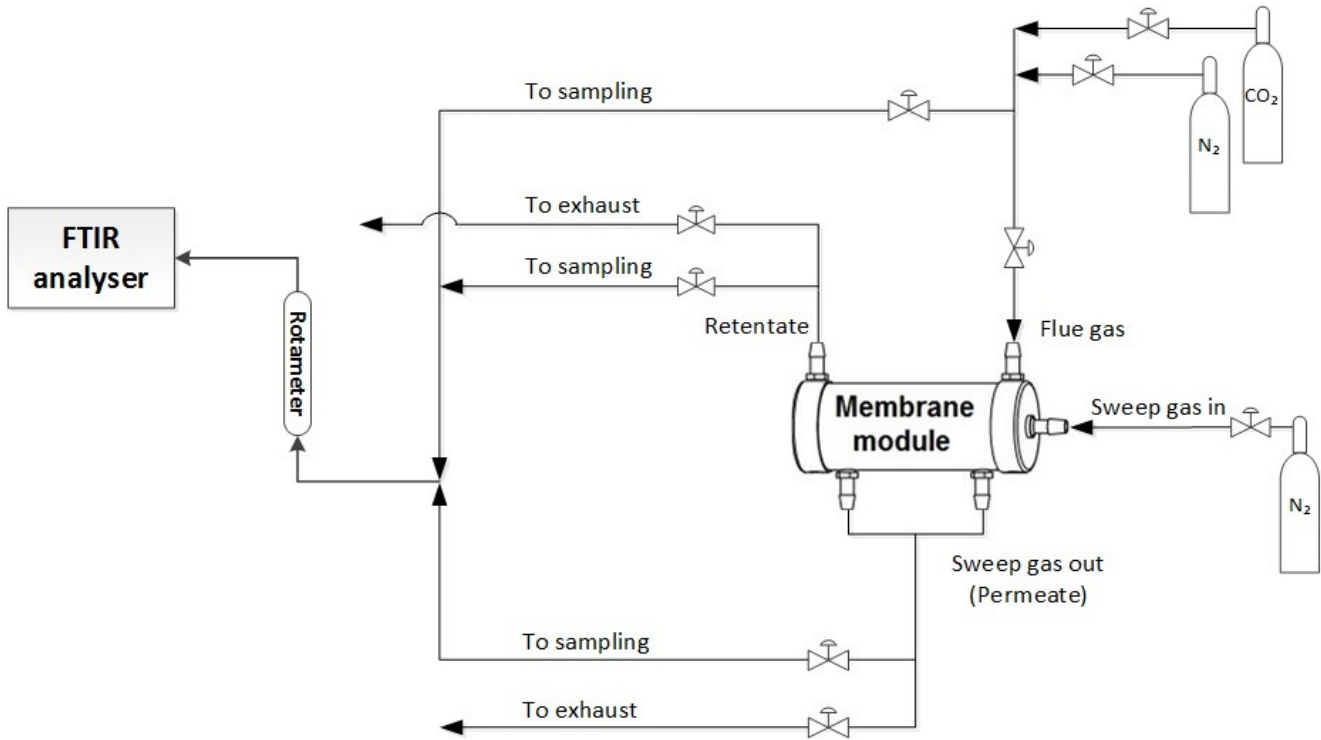 To sampling
CO₂
N₂
To exhaust
FTIR
analyser
To sampling
Rotameter
Retentate
Flue gas
Membrane
module
Sweep gas in
N₂
Sweep gas out
(Permeate)
To sampling
To exhaust